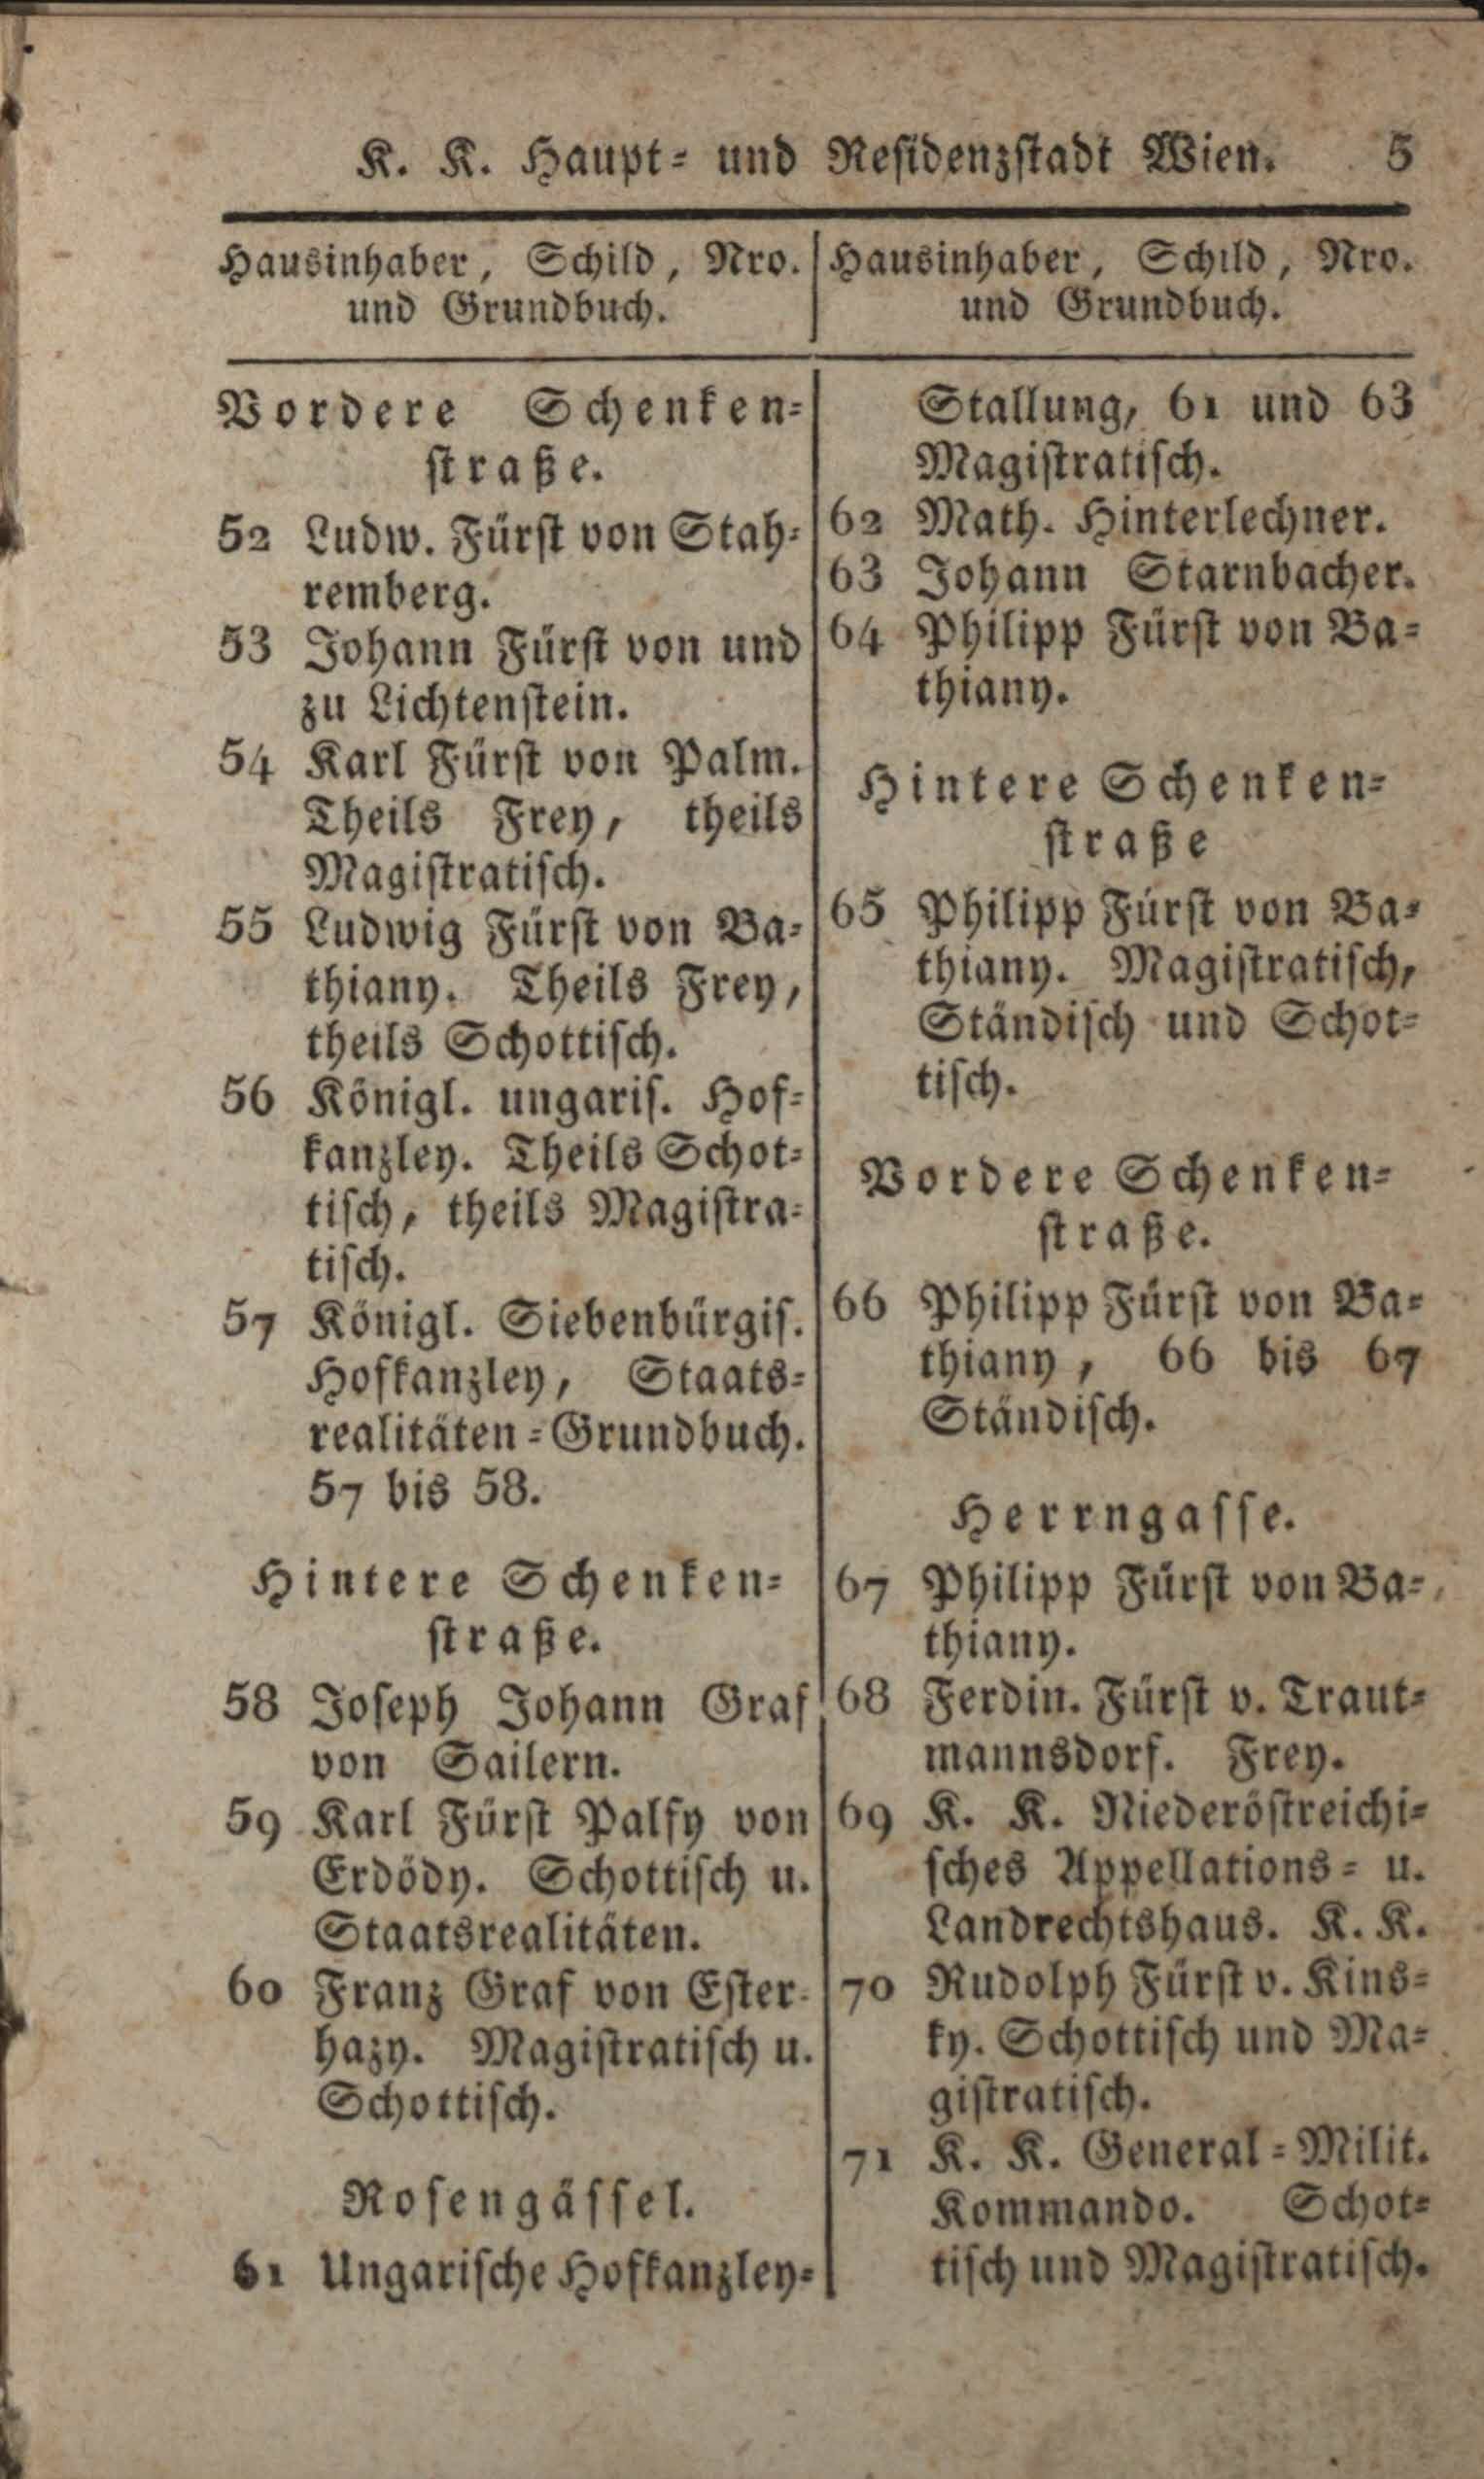 K. K. Haupt- und Residenzstadt Wien. 5
Hausinhaber, Schild, Nro.
und Grundbuch.
Vordere Schenken-
straße.
52 Ludw. Fürst von Stah-
remberg.
53 Johann Fürst von und
zu Lichtenstein.
54 Karl Fürst von Palm.
Theils Frey, theils
Magistratisch.
55 Ludwig Fürst von Ba-
thiany. Theils Frey,
theils Schottisch.
56 Königl. ungaris. Hof-
kanzley. Theils Schot-
tisch, theils Magistra-
tisch.
57 Königl. Siebenbürgis.
Hofkanzley, Staats-
realitäten-Grundbuch.
57 bis 58.
Hintere Schenken-
straße.
58 Joseph Johann Graf
von Sailern.
59 Karl Fürst Palfy von
Erdödy. Schottisch u.
Staatsrealitäten.
60 Franz Graf von Ester-
hazy. Magistratisch u.
Schottisch.
Rosengässel.
61 Ungarische Hofkanzley-
Hausinhaber, Schild, Nro.
und Grundbuch.
Stallung, 61 und 63
Magistratisch.
62 Math. Hinterlechner.
63 Johann Starnbacher.
64 Philipp Fürst von Ba-
thiany.
Hintere Schenken-
straße
65 Philipp Fürst von Ba-
thiany. Magistratisch,
Ständisch und Schot-
tisch.
Vordere Schenken-
straße.
66 Philipp Fürst von Ba-
thiany, 66 bis 67
Ständisch.
Herrngasse.
67 Philipp Fürst von Ba-
thiany.
68 Ferdin. Fürst v. Traut-
mannsdorf. Frey.
69 K. K. Niederöstreichi-
sches Appellations- u.
Landrechtshaus. K. K.
70 Rudolph Fürst v. Kins-
ky. Schottisch und Ma-
gistratisch.
71 K. K. General-Milit.
Kommando. Schot-
tisch und Magistratisch.